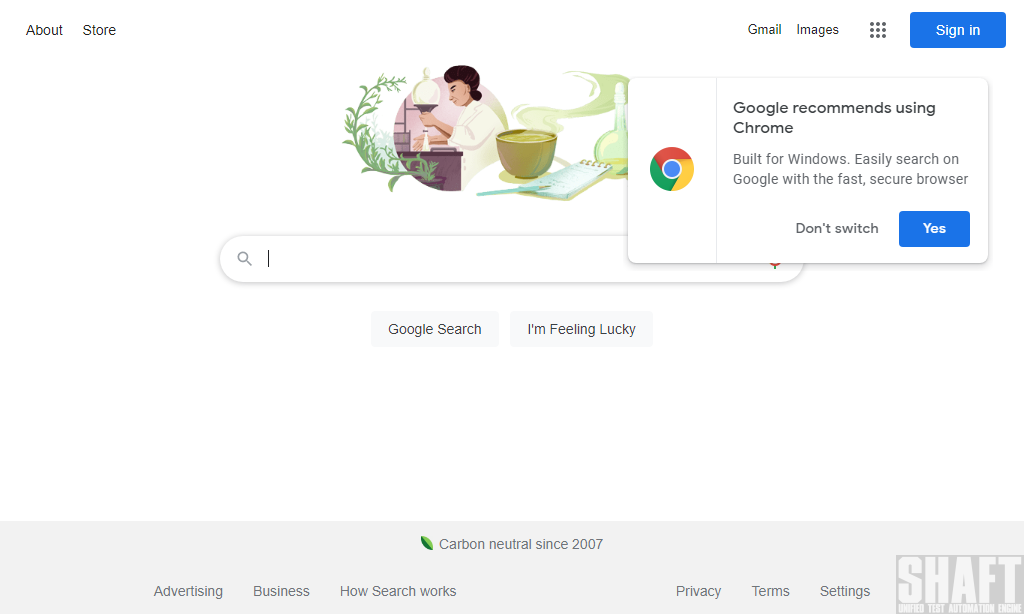 About Store
Gmail Images
Sign in
Google recommends using
Chrome
Built for Windows. Easily search on
Google with the fast, secure browser
Don't switch
Yes
Google Search
I'm Feeling Lucky
Carbon neutral since 2007
Advertising Business How Search works
Privacy Terms Settings
SHAFT
UNIFIED TEST AUTOMATION ENGINE